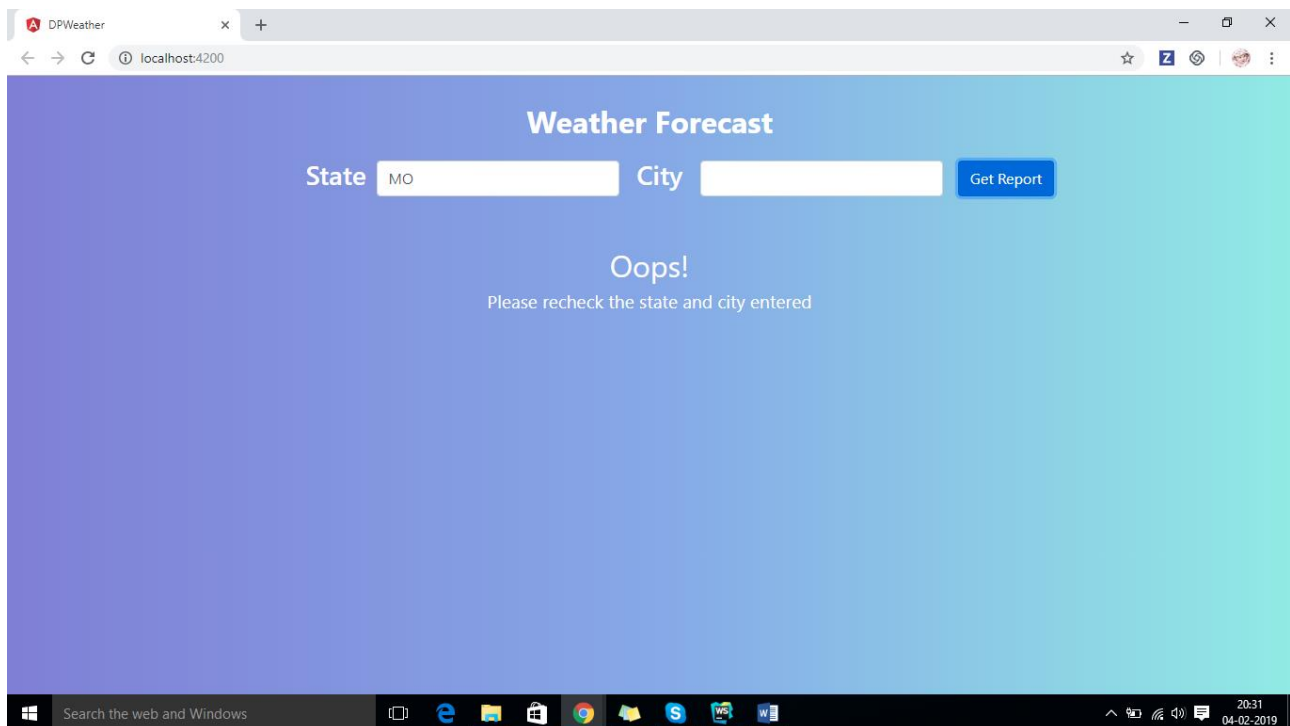 DPWeather
localhost:4200
Z
Weather Forecast
State MO City Get Report
Oops!
Please recheck the state and city entered
Search the web and Windows
S
WS
W
20:31
04-02-2019